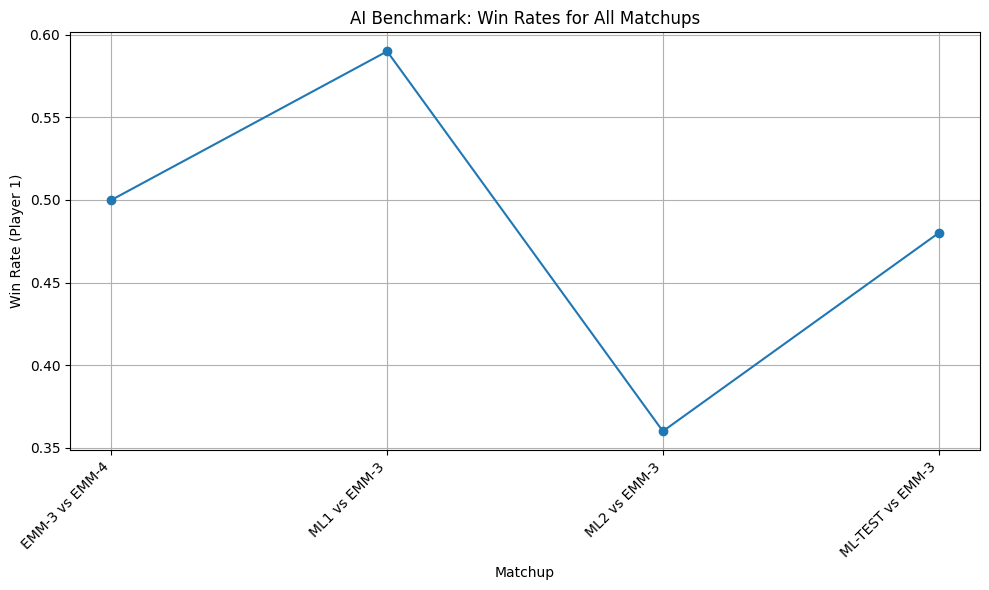 AI Benchmark: Win Rates for All Matchups
Win Rate (Player 1)
0.60
0.55
0.50
0.45
0.40
0.35
EMM-3 vs EMM-4
ML1 vs EMM-3
ML2 vs EMM-3
ML-TEST vs EMM-3
Matchup